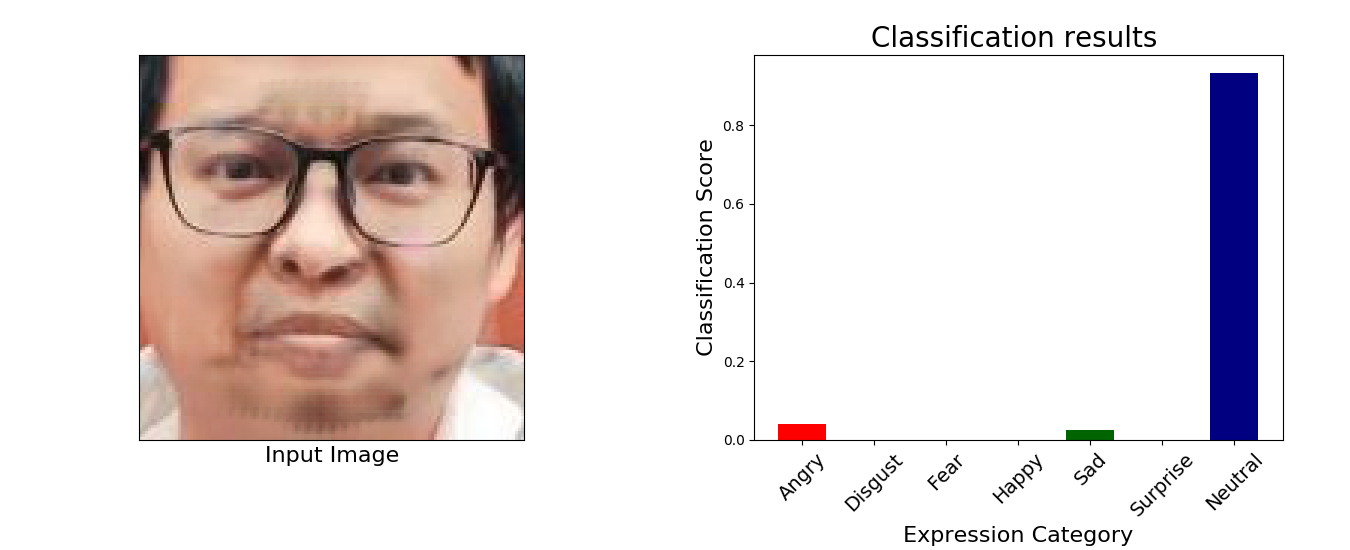 Input Image
Classification results
Classification Score
0.8
0.6
0.4
0.2
0.0
Angry
Disgust
Fear
Happy
Sad
Surprise
Neutral
Expression Category